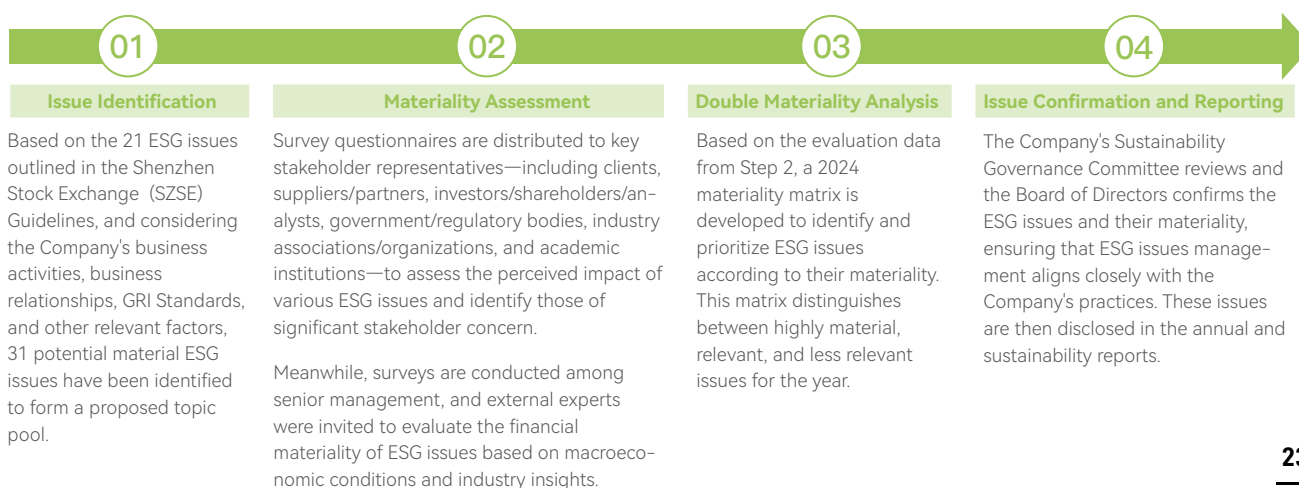 01
02
03
04
Issue Identification
Materiality Assessment
Double Materiality Analysis
Issue Confirmation and Reporting
Based on the 21 ESG issues
outlined in the Shenzhen
Stock Exchange (SZSE)
Guidelines, and considering
the Company's business
activities, business
relationships, GRI Standards,
and other relevant factors,
31 potential material ESG
issues have been identified
to form a proposed topic
pool.
Survey questionnaires are distributed to key
stakeholder representatives—including clients,
suppliers/partners, investors/shareholders/an-
alysts, government/regulatory bodies, industry
associations/organizations, and academic
institutions—to assess the perceived impact of
various ESG issues and identify those of
significant stakeholder concern.
Meanwhile, surveys are conducted among
senior management, and external experts
were invited to evaluate the financial
materiality of ESG issues based on macroeco-
nomic conditions and industry insights.
Based on the evaluation data
from Step 2, a 2024
materiality matrix is
developed to identify and
prioritize ESG issues
according to their materiality.
This matrix distinguishes
between highly material,
relevant, and less relevant
issues for the year.
The Company's Sustainability
Governance Committee reviews and
the Board of Directors confirms the
ESG issues and their materiality,
ensuring that ESG issues manage-
ment aligns closely with the
Company's practices. These issues
are then disclosed in the annual and
sustainability reports.
23